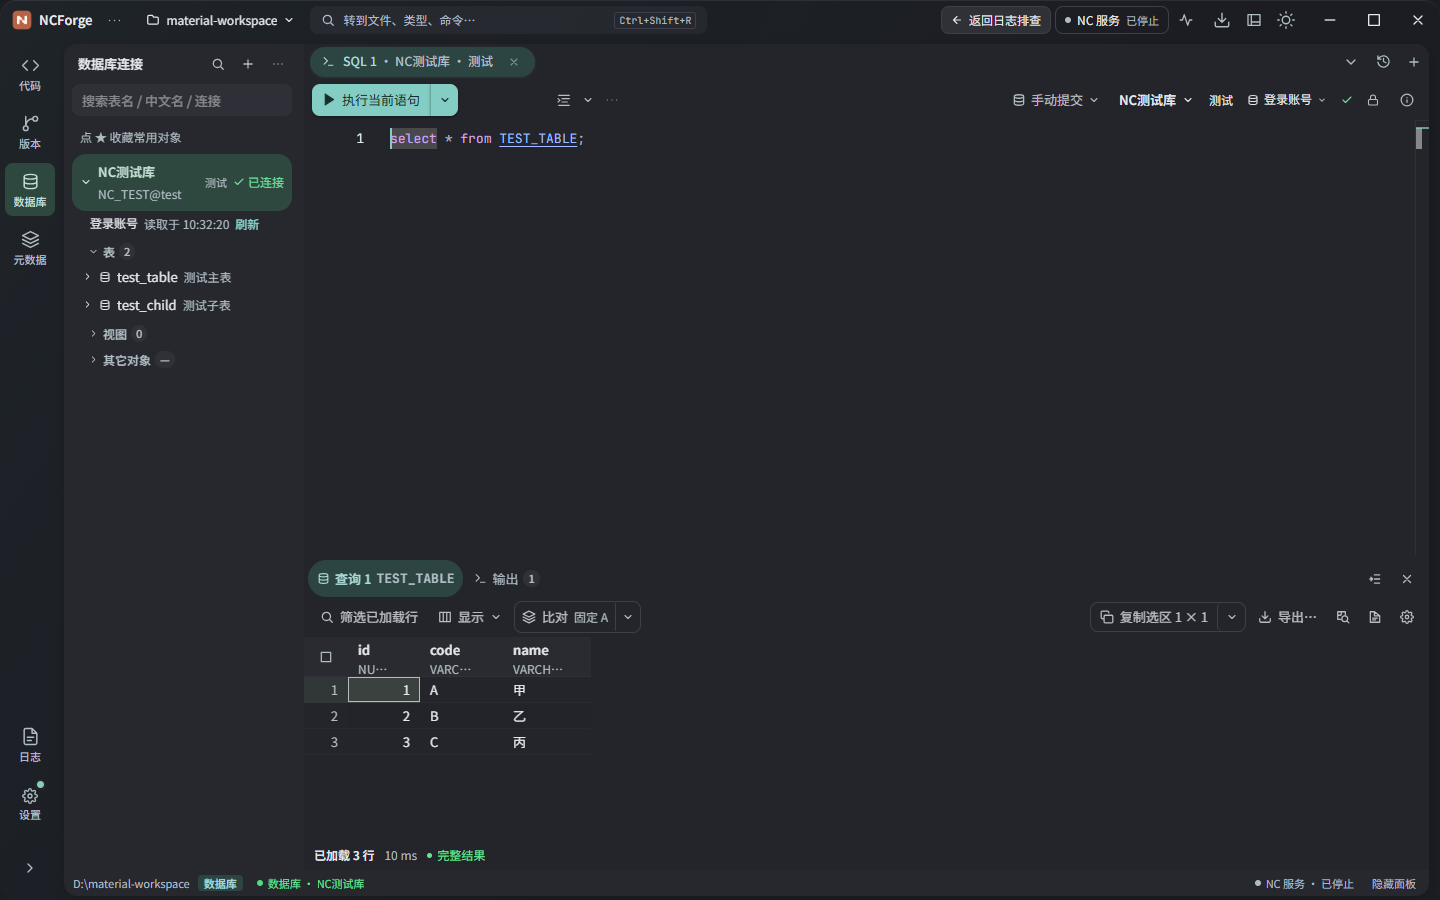 NCForge ··· material-workspace 转到文件、类型、命令··· Ctrl+Shift+R 返回日志排查 NC 服务 已停止
代码
版本
数据库
元数据
日志
设置
数据库连接 ···
搜索表名 / 中文名 / 连接
点 ★ 收藏常用对象
NC测试库
NC_TEST@test
测试 已连接
登录账号 读取于 10:32:20 刷新
表 2
test_table 测试主表
test_child 测试子表
视图 0
其它对象 —
SQL 1 • NC测试库 • 测试
执行当前语句 ··· 手动提交 NC测试库 测试 登录账号
1 select * from TEST_TABLE;
查询 1 TEST_TABLE 输出 1
筛选已加载行 显示 比对 固定 A 复制选区 1 × 1 导出···
id code name
NU··· VARC··· VARCH···
1 1 A 甲
2 2 B 乙
3 3 C 丙
已加载 3 行 10 ms 完整结果
D:\material-workspace 数据库 数据库 • NC测试库 NC 服务 • 已停止 隐藏面板